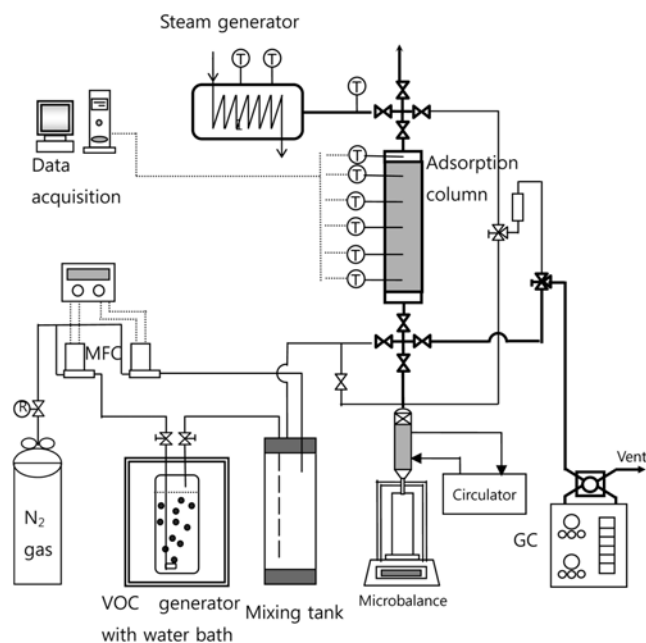 Steam generator
T
T
T
Data
acquisition
T
T
T
T
T
T
Adsorption
column
MFC
R
N2
gas
VOC generator
with water bath
Mixing tank
Circulator
Microbalance
Vent
GC